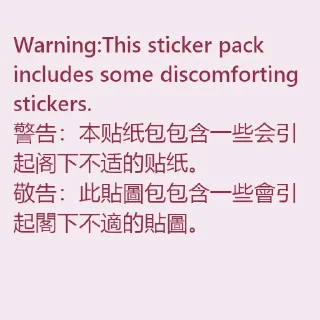 Warning:This sticker pack
includes some discomforting
stickers.
警告：本贴纸包包含一些会引
起阁下不适的贴纸。
敬告：此貼圖包包含一些會引
起閣下不適的貼圖。